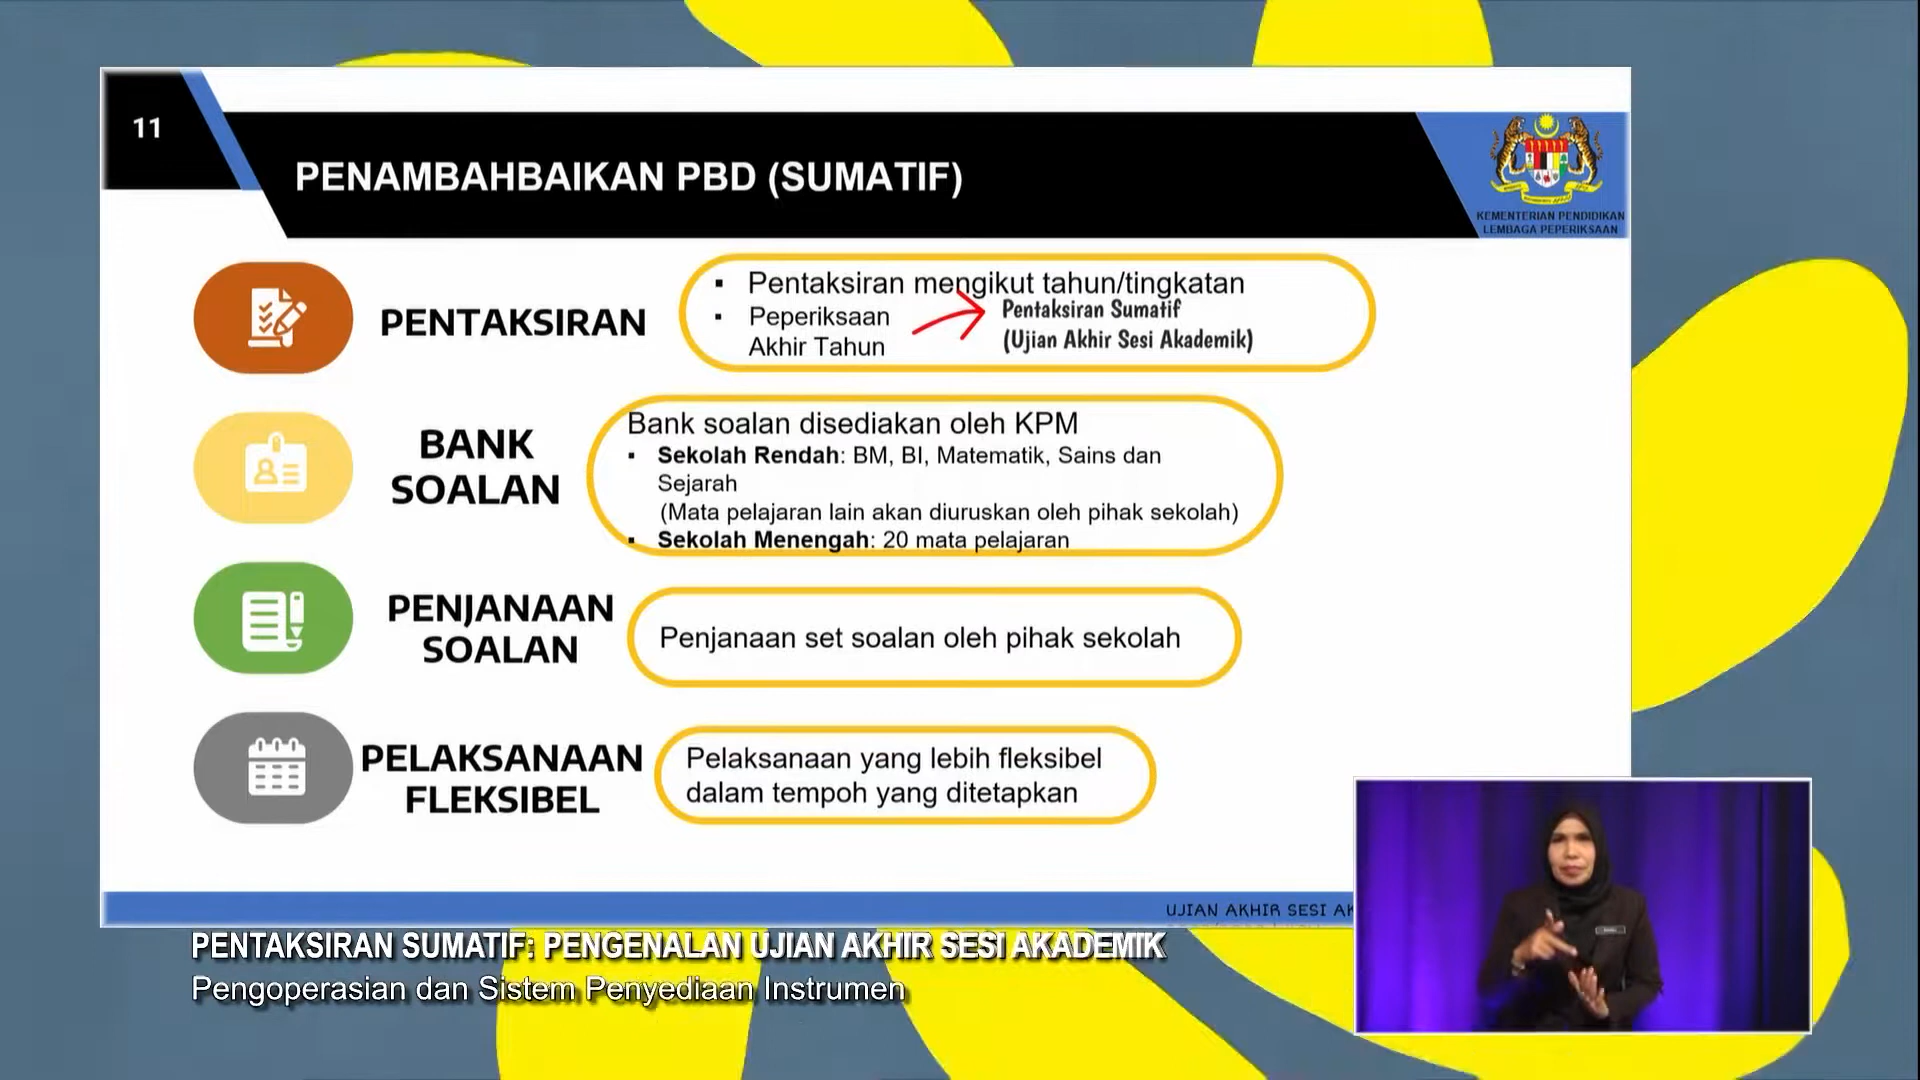 11
PENAMBAHBAIKAN PBD (SUMATIF)
KEMENTERIAN PENDIDIKAN
LEMBAGA PEPERIKSAAN
PENTAKSIRAN
▪ Pentaksiran mengikut tahun/tingkatan
▪ Peperiksaan
Akhir Tahun
Pentaksiran Sumatif
(Ujian Akhir Sesi Akademik)
BANK
SOALAN
Bank soalan disediakan oleh KPM
▪ Sekolah Rendah: BM, BI, Matematik, Sains dan
Sejarah
(Mata pelajaran lain akan diuruskan oleh pihak sekolah)
▪ Sekolah Menengah: 20 mata pelajaran
PENJANAAN
SOALAN
Penjanaan set soalan oleh pihak sekolah
PELAKSANAAN
FLEKSIBEL
Pelaksanaan yang lebih fleksibel
dalam tempoh yang ditetapkan
UJIAN AKHIR SESI AK
PENTAKSIRAN SUMATIF: PENGENALAN UJIAN AKHIR SESI AKADEMIK
Pengoperasian dan Sistem Penyediaan Instrumen